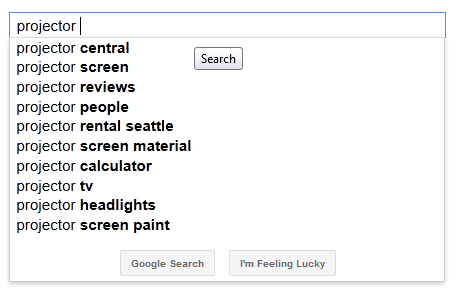 projector
projector central
Search
projector screen
projector reviews
projector people
projector rental seattle
projector screen material
projector calculator
projector tv
projector headlights
projector screen paint
Google Search
I'm Feeling Lucky